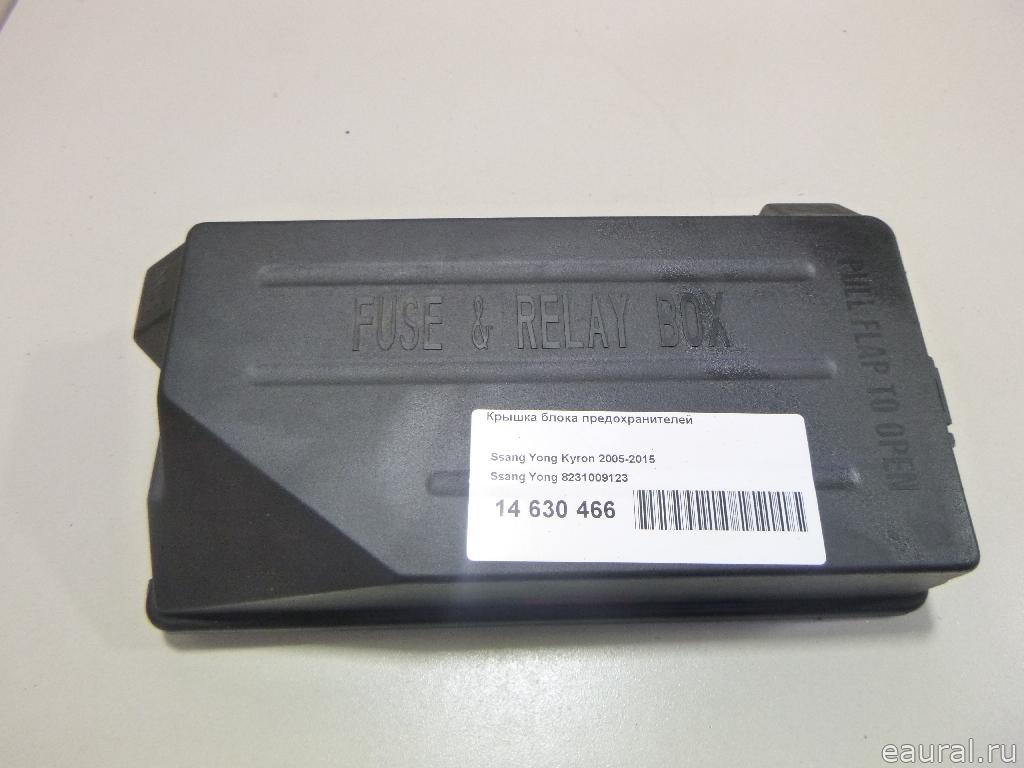 FUSE & RELAY BOX
PULL FLAP TO OPEN
Крышка блока предохранителей
Ssang Yong Kyron 2005-2015
Ssang Yong 8231009123
14 630 466
eaural.ru